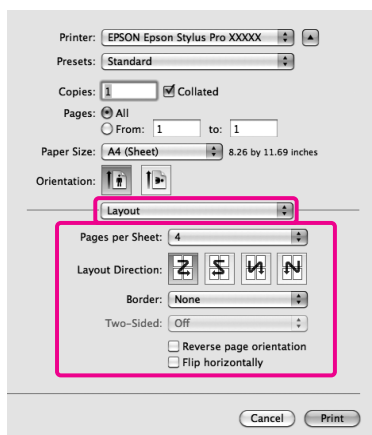 Printer: EPSON Epson Stylus Pro XXXXX
Presets: Standard
Copies: 1 Collated
Pages: All
From: 1 to: 1
Paper Size: A4 (Sheet) 8.26 by 11.69 inches
Orientation:
Layout
Pages per Sheet: 4
Layout Direction:
Border: None
Two-Sided: Off
Reverse page orientation
Flip horizontally
Cancel Print